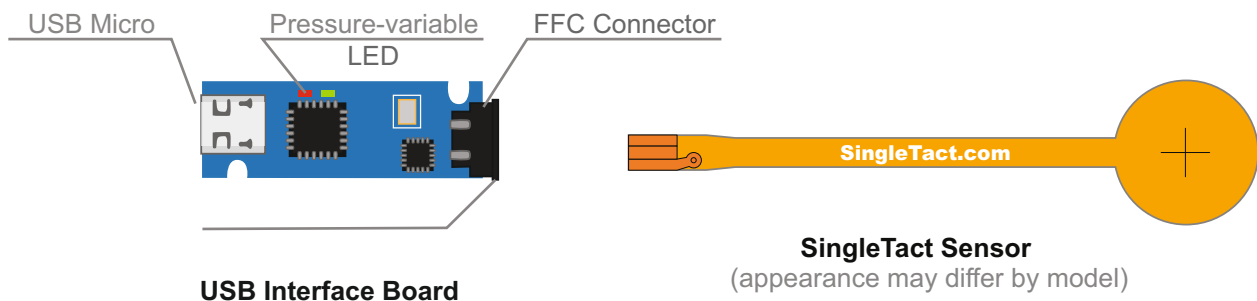 USB Micro
Pressure-variable
LED
FFC Connector
SingleTact.com
USB Interface Board
SingleTact Sensor
(appearance may differ by model)